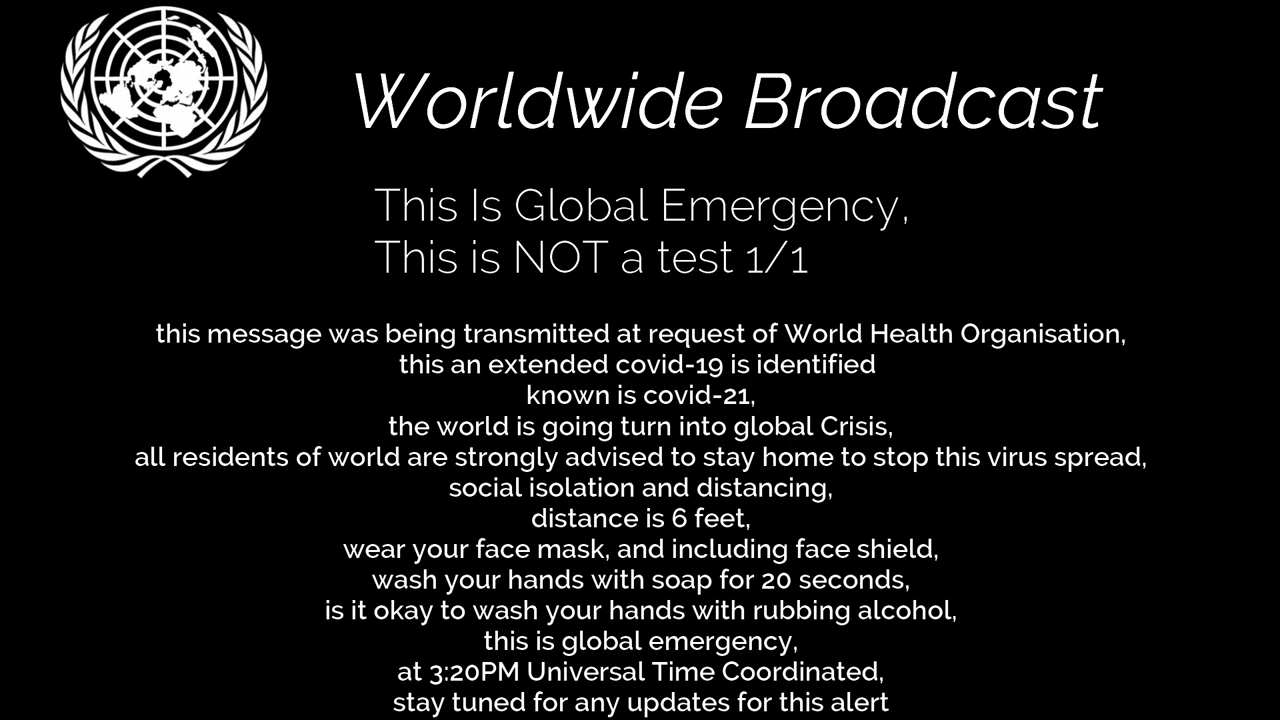 Worldwide Broadcast
This Is Global Emergency,
This is NOT a test 1/1
this message was being transmitted at request of World Health Organisation,
this an extended covid-19 is identified
known is covid-21,
the world is going turn into global Crisis,
all residents of world are strongly advised to stay home to stop this virus spread,
social isolation and distancing,
distance is 6 feet,
wear your face mask, and including face shield,
wash your hands with soap for 20 seconds,
is it okay to wash your hands with rubbing alcohol,
this is global emergency,
at 3:20PM Universal Time Coordinated,
stay tuned for any updates for this alert